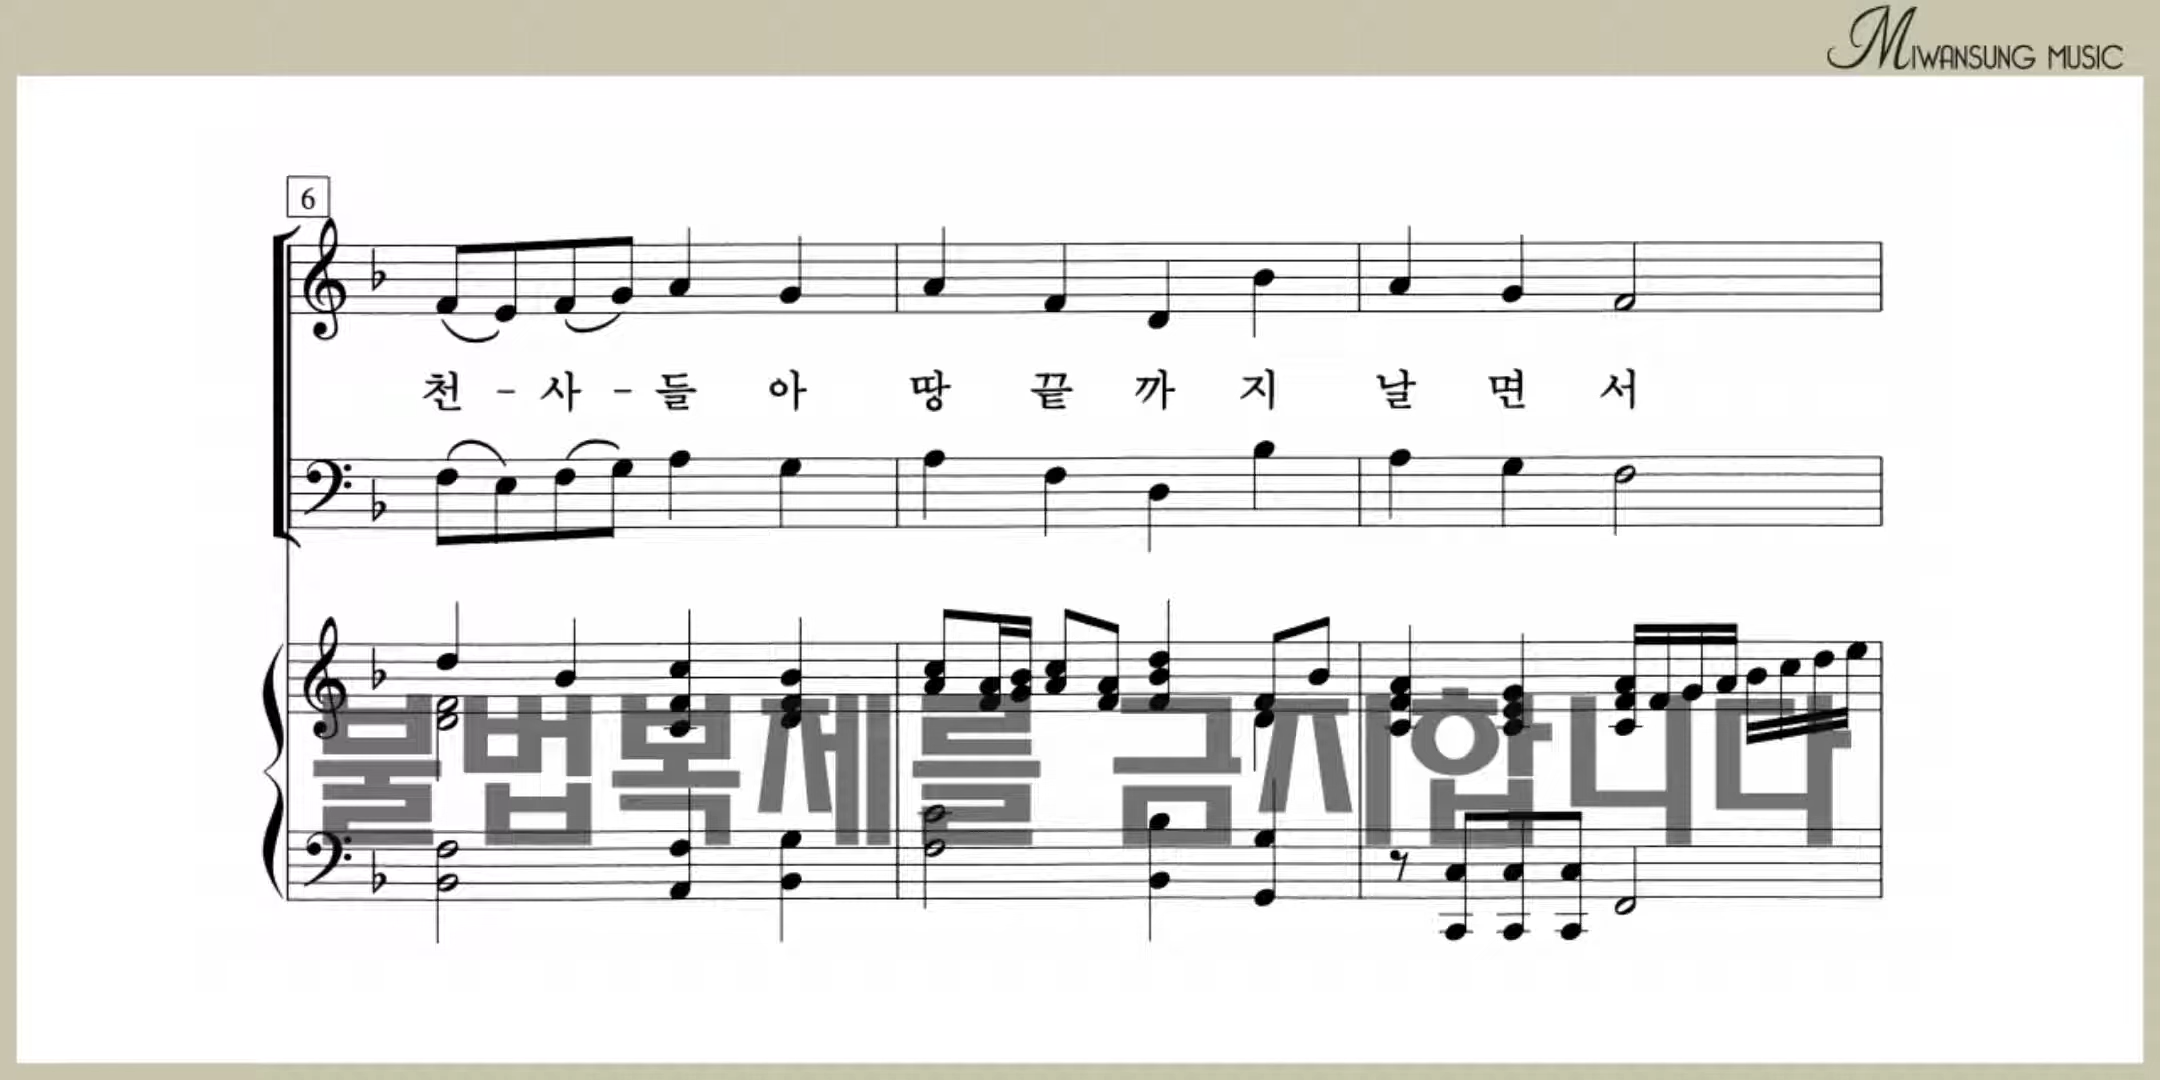 MIWANSUNG MUSIC
6
천 - 사 - 들 아 땅 끝 까 지 날 면 서
불법복제를 금지합니다